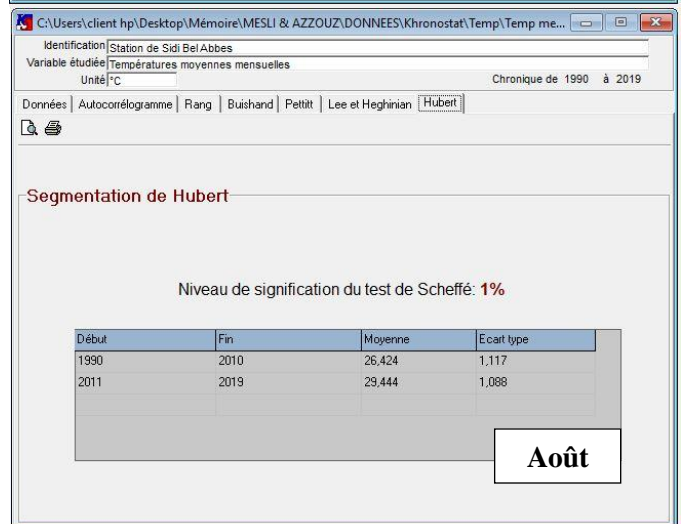 C:\Users\client hp\Desktop\Mémoire\MESLI & AZZOUZ\DONNEES\Khronostat\Temp\Temp me...
Identification Station de Sidi Bel Abbes
Variable étudiée Températures moyennes mensuelles
Unité °C Chronique de 1990 à 2019
Données Autocorrélogramme Rang Buishand Pettitt Lee et Heghinian Hubert
Segmentation de Hubert
Niveau de signification du test de Scheffé: 1%
Début Fin Moyenne Ecart type
1990 2010 26,424 1,117
2011 2019 29,444 1,088
Août